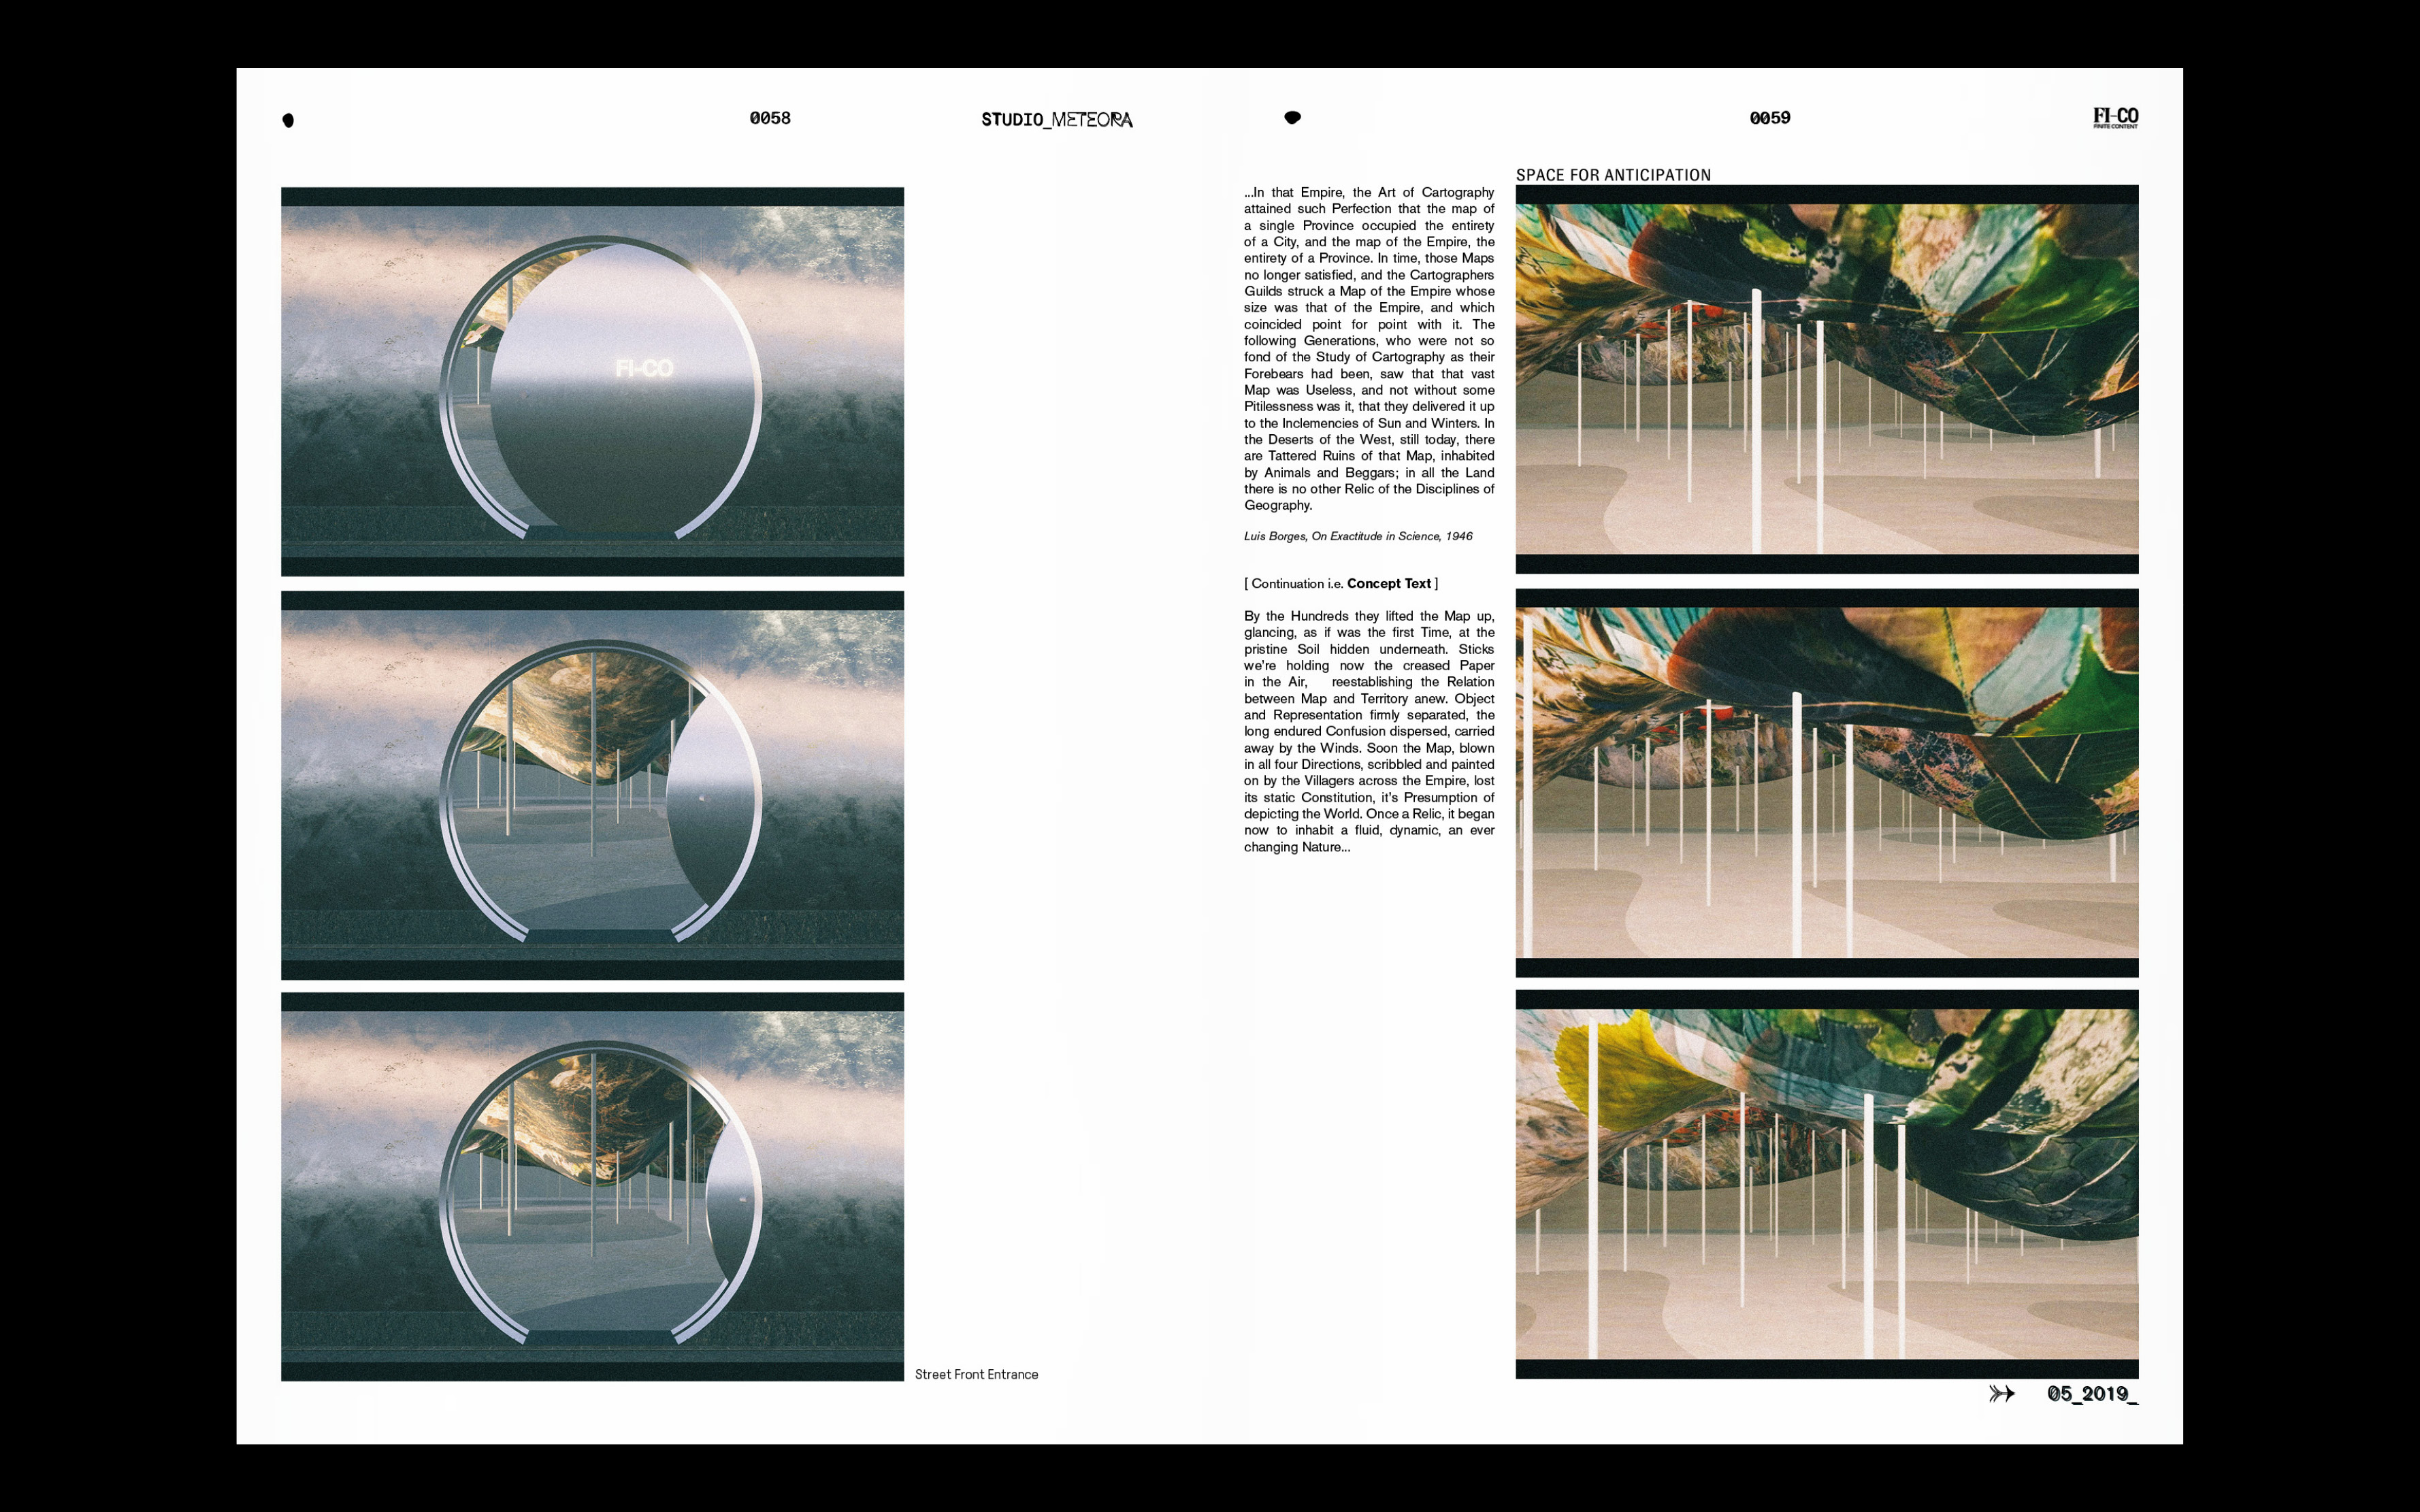 0058
STUDIO_METEORA
FI-CO
Street Front Entrance
0059
FI-CO
FINITE CONTENT
SPACE FOR ANTICIPATION
...In that Empire, the Art of Cartography
attained such Perfection that the map of
a single Province occupied the entirety
of a City, and the map of the Empire, the
entirety of a Province. In time, those Maps
no longer satisfied, and the Cartographers
Guilds struck a Map of the Empire whose
size was that of the Empire, and which
coincided point for point with it. The
following Generations, who were not so
fond of the Study of Cartography as their
Forebears had been, saw that that vast
Map was Useless, and not without some
Pitilessness was it, that they delivered it up
to the Inclemencies of Sun and Winters. In
the Deserts of the West, still today, there
are Tattered Ruins of that Map, inhabited
by Animals and Beggars; in all the Land
there is no other Relic of the Disciplines of
Geography.
Luis Borges, On Exactitude in Science, 1946
[ Continuation i.e. Concept Text ]
By the Hundreds they lifted the Map up,
glancing, as if was the first Time, at the
pristine Soil hidden underneath. Sticks
we're holding now the creased Paper
in the Air, reestablishing the Relation
between Map and Territory anew. Object
and Representation firmly separated, the
long endured Confusion dispersed, carried
away by the Winds. Soon the Map, blown
in all four Directions, scribbled and painted
on by the Villagers across the Empire, lost
its static Constitution, it's Presumption of
depicting the World. Once a Relic, it began
now to inhabit a fluid, dynamic, an ever
changing Nature...
05_2019_